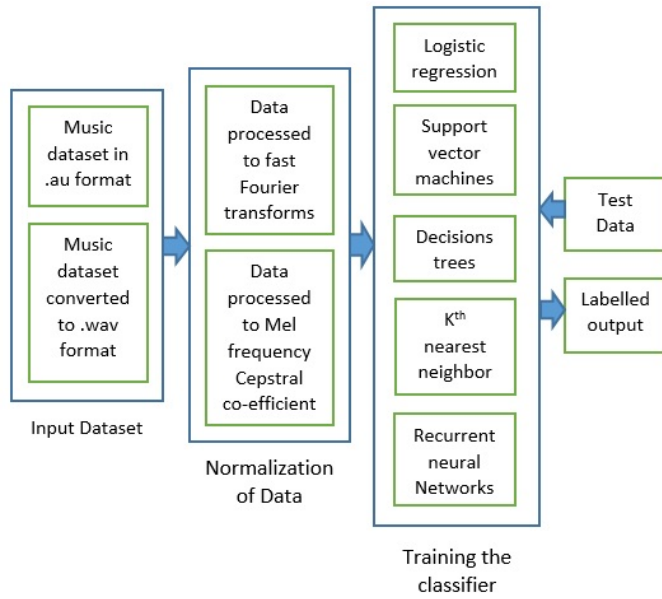 Music
dataset in
.au format
Music
dataset
converted
to .wav
format
Input Dataset
Data
processed
to fast
Fourier
transforms
Data
processed
to Mel
frequency
Cepstral
co-efficient
Normalization
of Data
Logistic
regression
Support
vector
machines
Decisions
trees
Kth
nearest
neighbor
Recurrent
neural
Networks
Training the
classifier
Test
Data
Labelled
output